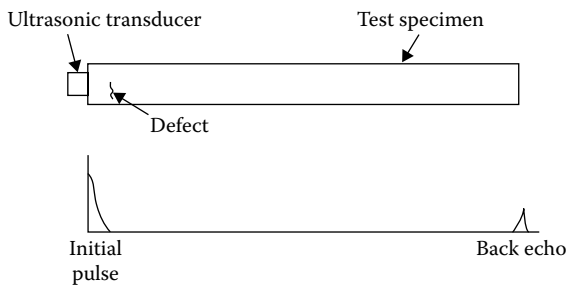 Ultrasonic transducer
Test specimen
Defect
Initial
pulse
Back echo